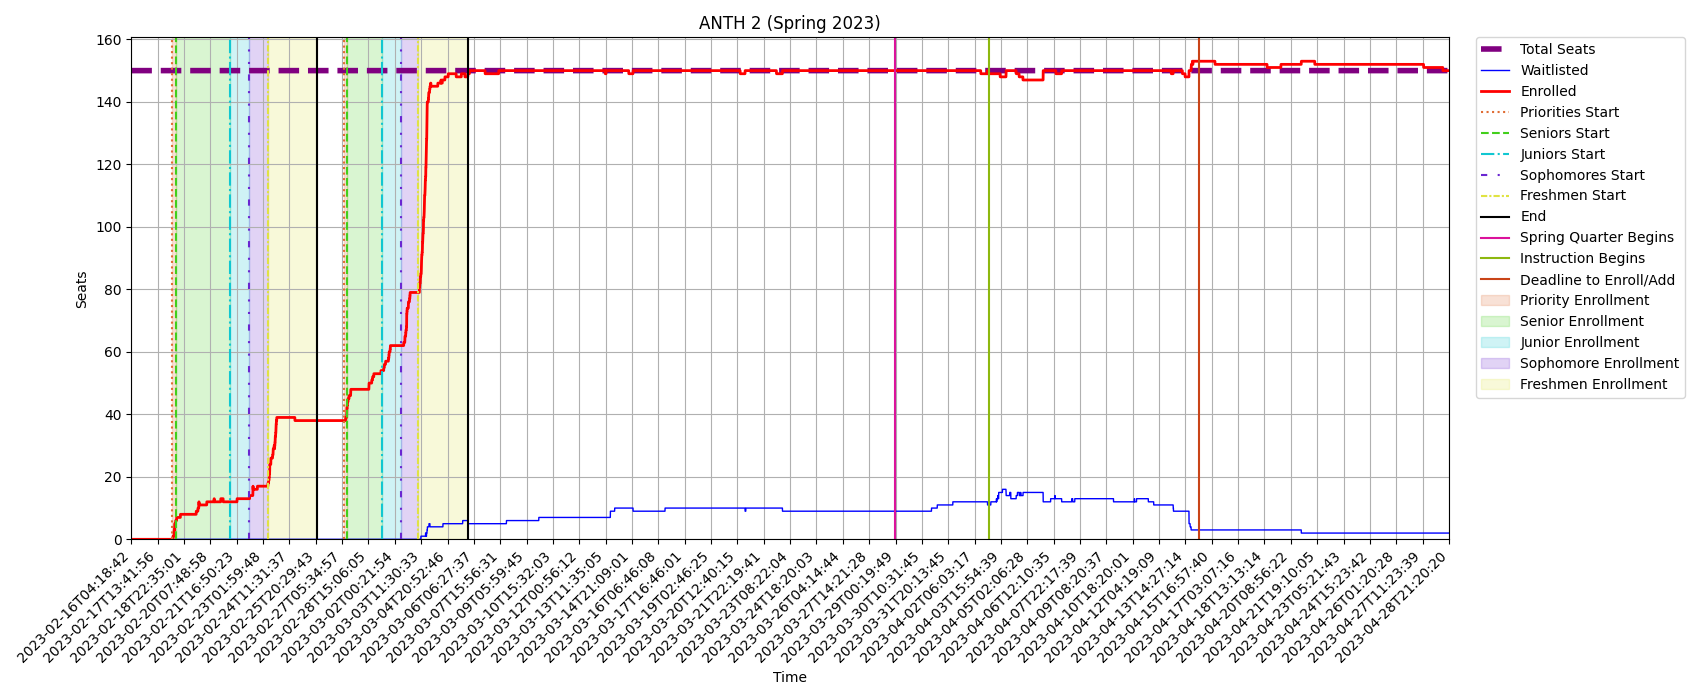 ANTH 2 (Spring 2023)
160
140
120
100
80
60
40
20
0
Seats
2023-02-16T04:18:42
2023-02-17T13:41:56
2023-02-18T22:35:01
2023-02-20T07:48:58
2023-02-21T16:50:23
2023-02-23T01:59:48
2023-02-24T11:31:37
2023-02-25T20:29:43
2023-02-27T05:34:57
2023-02-28T15:06:05
2023-03-02T00:21:54
2023-03-03T11:30:33
2023-03-04T20:52:46
2023-03-06T06:27:37
2023-03-07T15:56:31
2023-03-09T05:59:45
2023-03-10T15:32:03
2023-03-12T00:56:12
2023-03-13T11:35:05
2023-03-14T21:09:01
2023-03-16T06:46:08
2023-03-17T16:46:01
2023-03-19T02:46:25
2023-03-20T12:40:15
2023-03-21T22:19:41
2023-03-23T08:22:04
2023-03-24T18:20:03
2023-03-26T04:14:44
2023-03-27T14:21:28
2023-03-29T00:19:49
2023-03-30T10:31:45
2023-03-31T20:13:45
2023-04-02T06:03:17
2023-04-03T15:54:39
2023-04-05T02:06:28
2023-04-06T12:10:35
2023-04-07T22:17:39
2023-04-09T08:20:37
2023-04-10T18:20:01
2023-04-12T04:19:09
2023-04-13T14:27:14
2023-04-15T16:57:40
2023-04-17T03:07:16
2023-04-18T13:13:14
2023-04-20T08:56:22
2023-04-21T19:10:05
2023-04-23T05:21:43
2023-04-24T15:23:42
2023-04-26T01:20:28
2023-04-27T11:23:39
2023-04-28T21:20:20
Time
Total Seats
Waitlisted
Enrolled
Priorities Start
Seniors Start
Juniors Start
Sophomores Start
Freshmen Start
End
Spring Quarter Begins
Instruction Begins
Deadline to Enroll/Add
Priority Enrollment
Senior Enrollment
Junior Enrollment
Sophomore Enrollment
Freshmen Enrollment